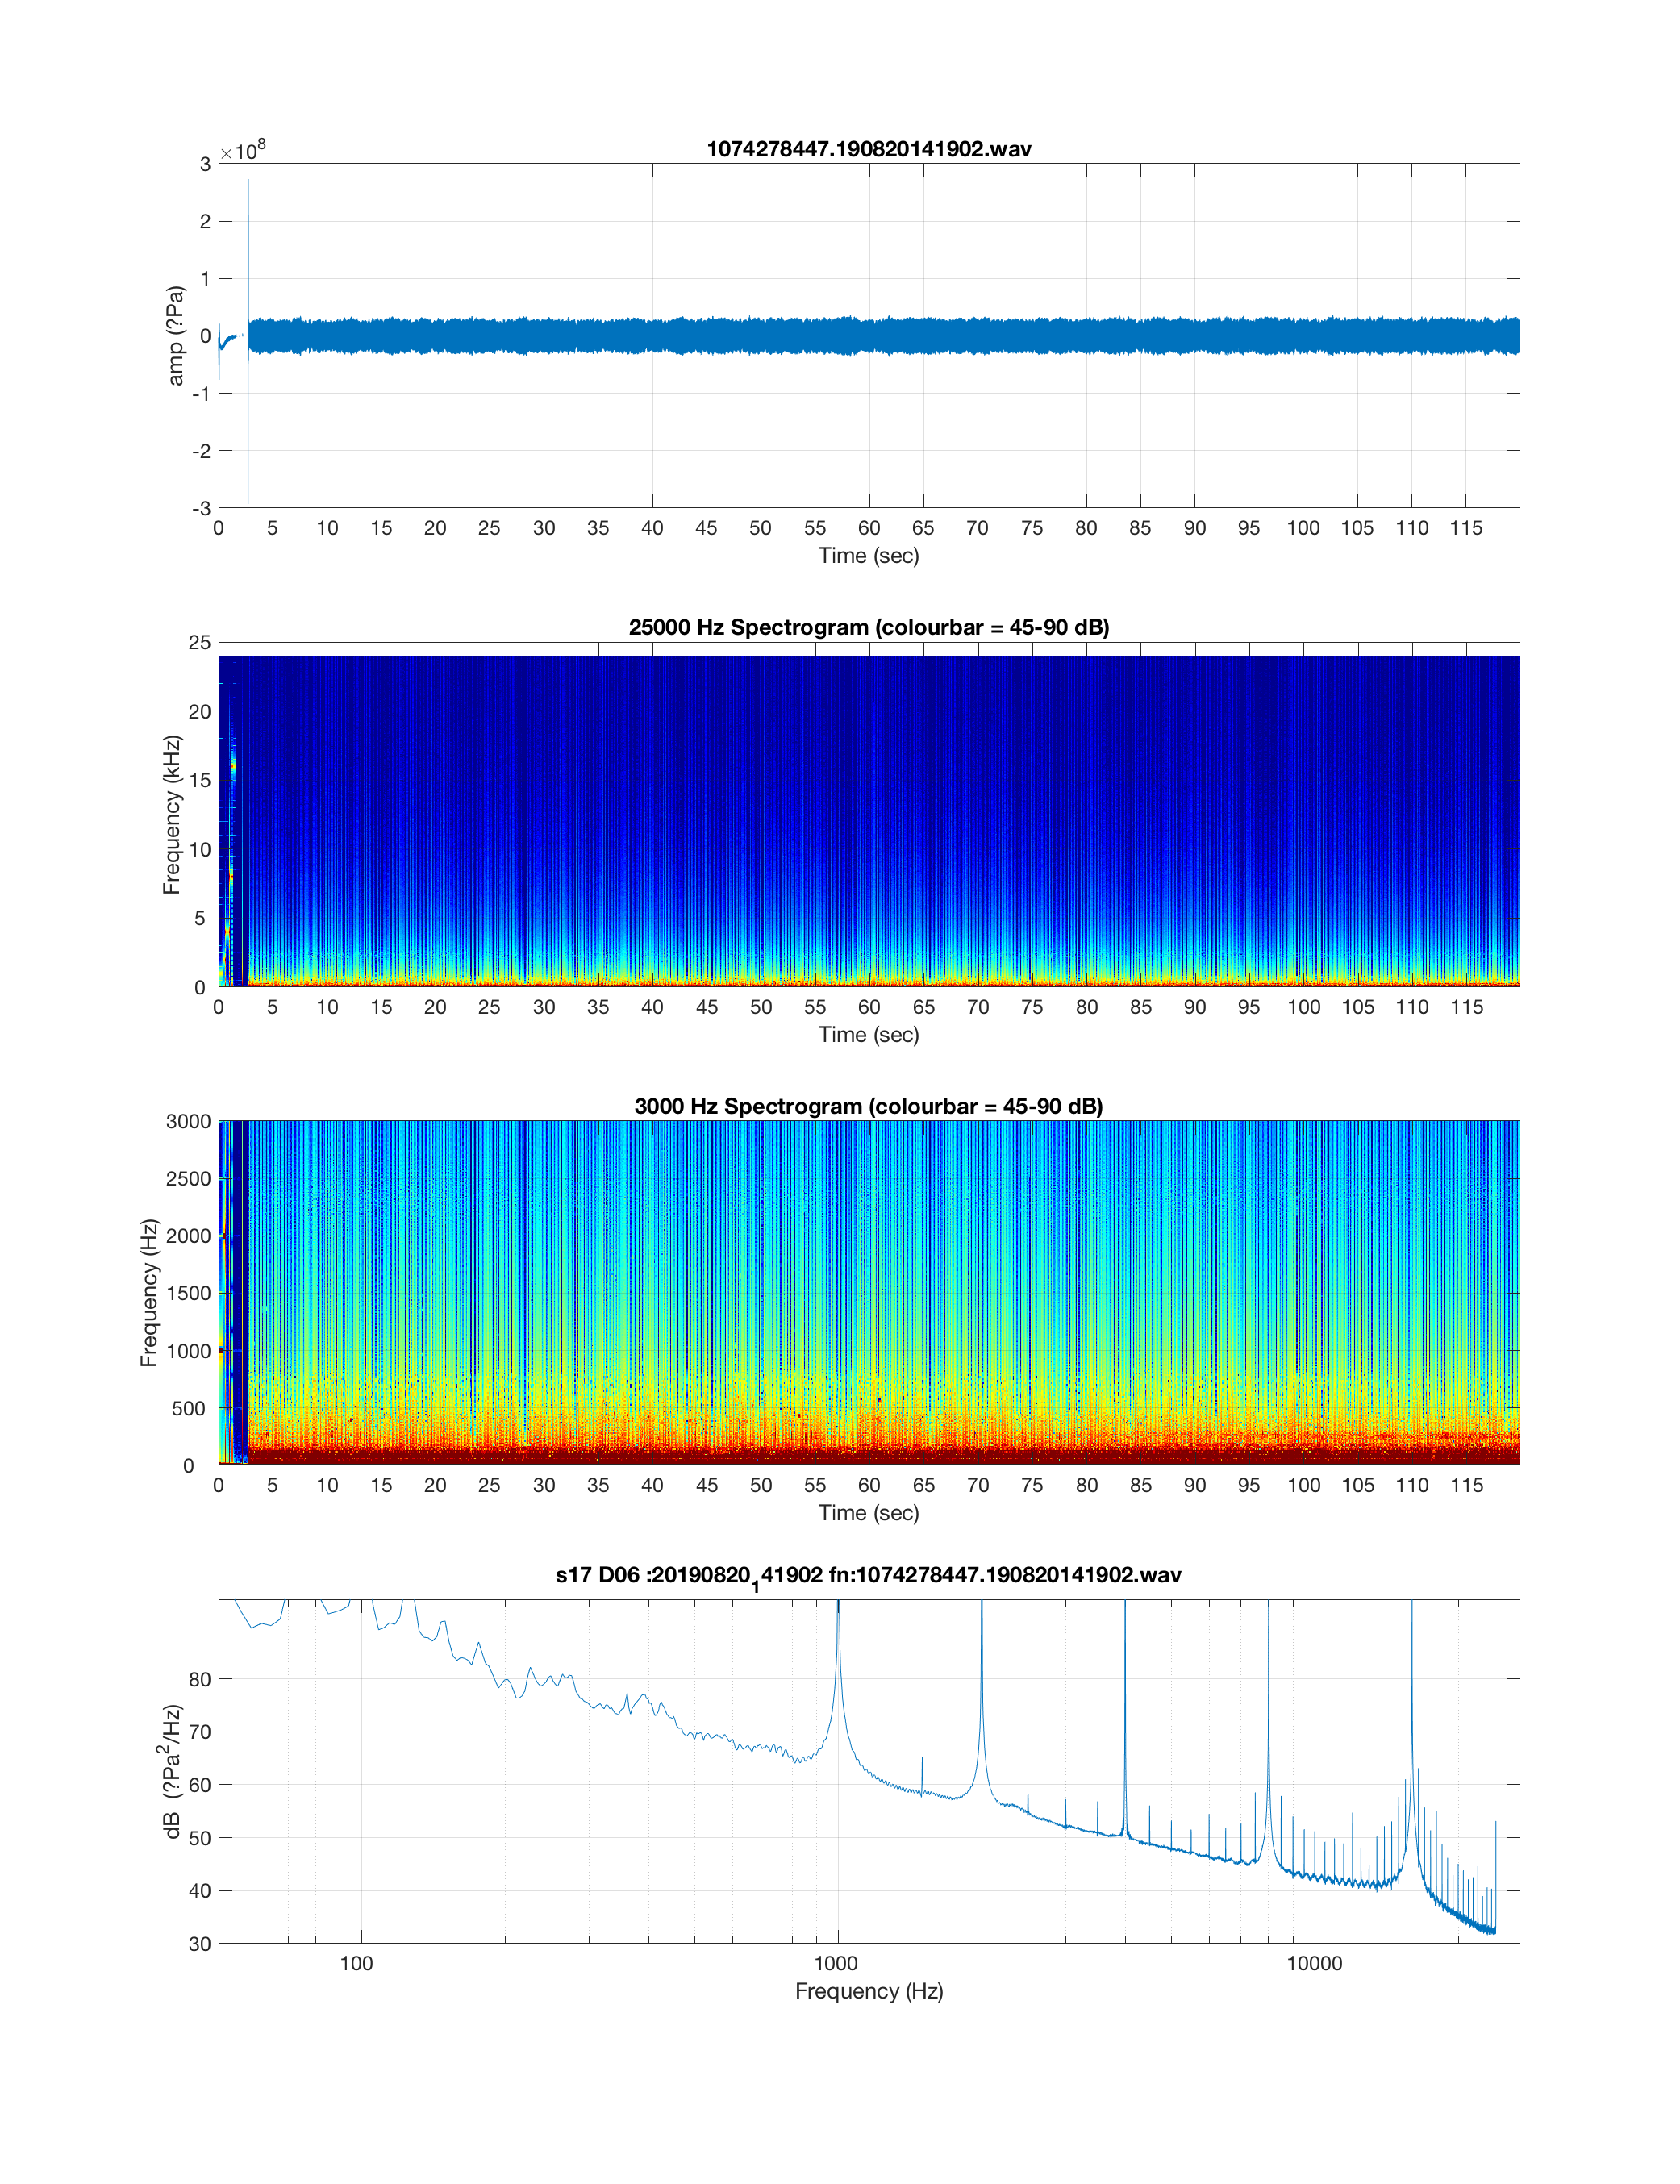 1074278447.190820141902.wav
×10^8
3
2
1
0
-1
-2
-3
amp (?Pa)
0 5 10 15 20 25 30 35 40 45 50 55 60 65 70 75 80 85 90 95 100 105 110 115
Time (sec)
25000 Hz Spectrogram (colourbar = 45-90 dB)
25
20
15
10
5
0
Frequency (kHz)
0 5 10 15 20 25 30 35 40 45 50 55 60 65 70 75 80 85 90 95 100 105 110 115
Time (sec)
3000 Hz Spectrogram (colourbar = 45-90 dB)
3000
2500
2000
1500
1000
500
0
Frequency (Hz)
0 5 10 15 20 25 30 35 40 45 50 55 60 65 70 75 80 85 90 95 100 105 110 115
Time (sec)
s17 D06 :20190820_141902 fn:1074278447.190820141902.wav
80
70
60
50
40
30
dB (?Pa^2/Hz)
100 1000 10000
Frequency (Hz)